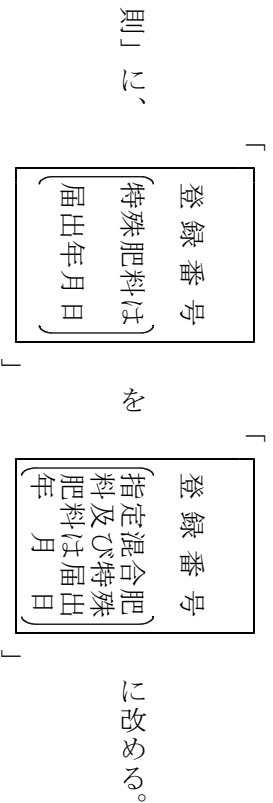 則」に、
「
登録番号
(特殊肥料は
届出年月日)
」
を
「
登録番号
(指定混合肥
料及び特殊
肥料は届出
年月日)
」
に改める。